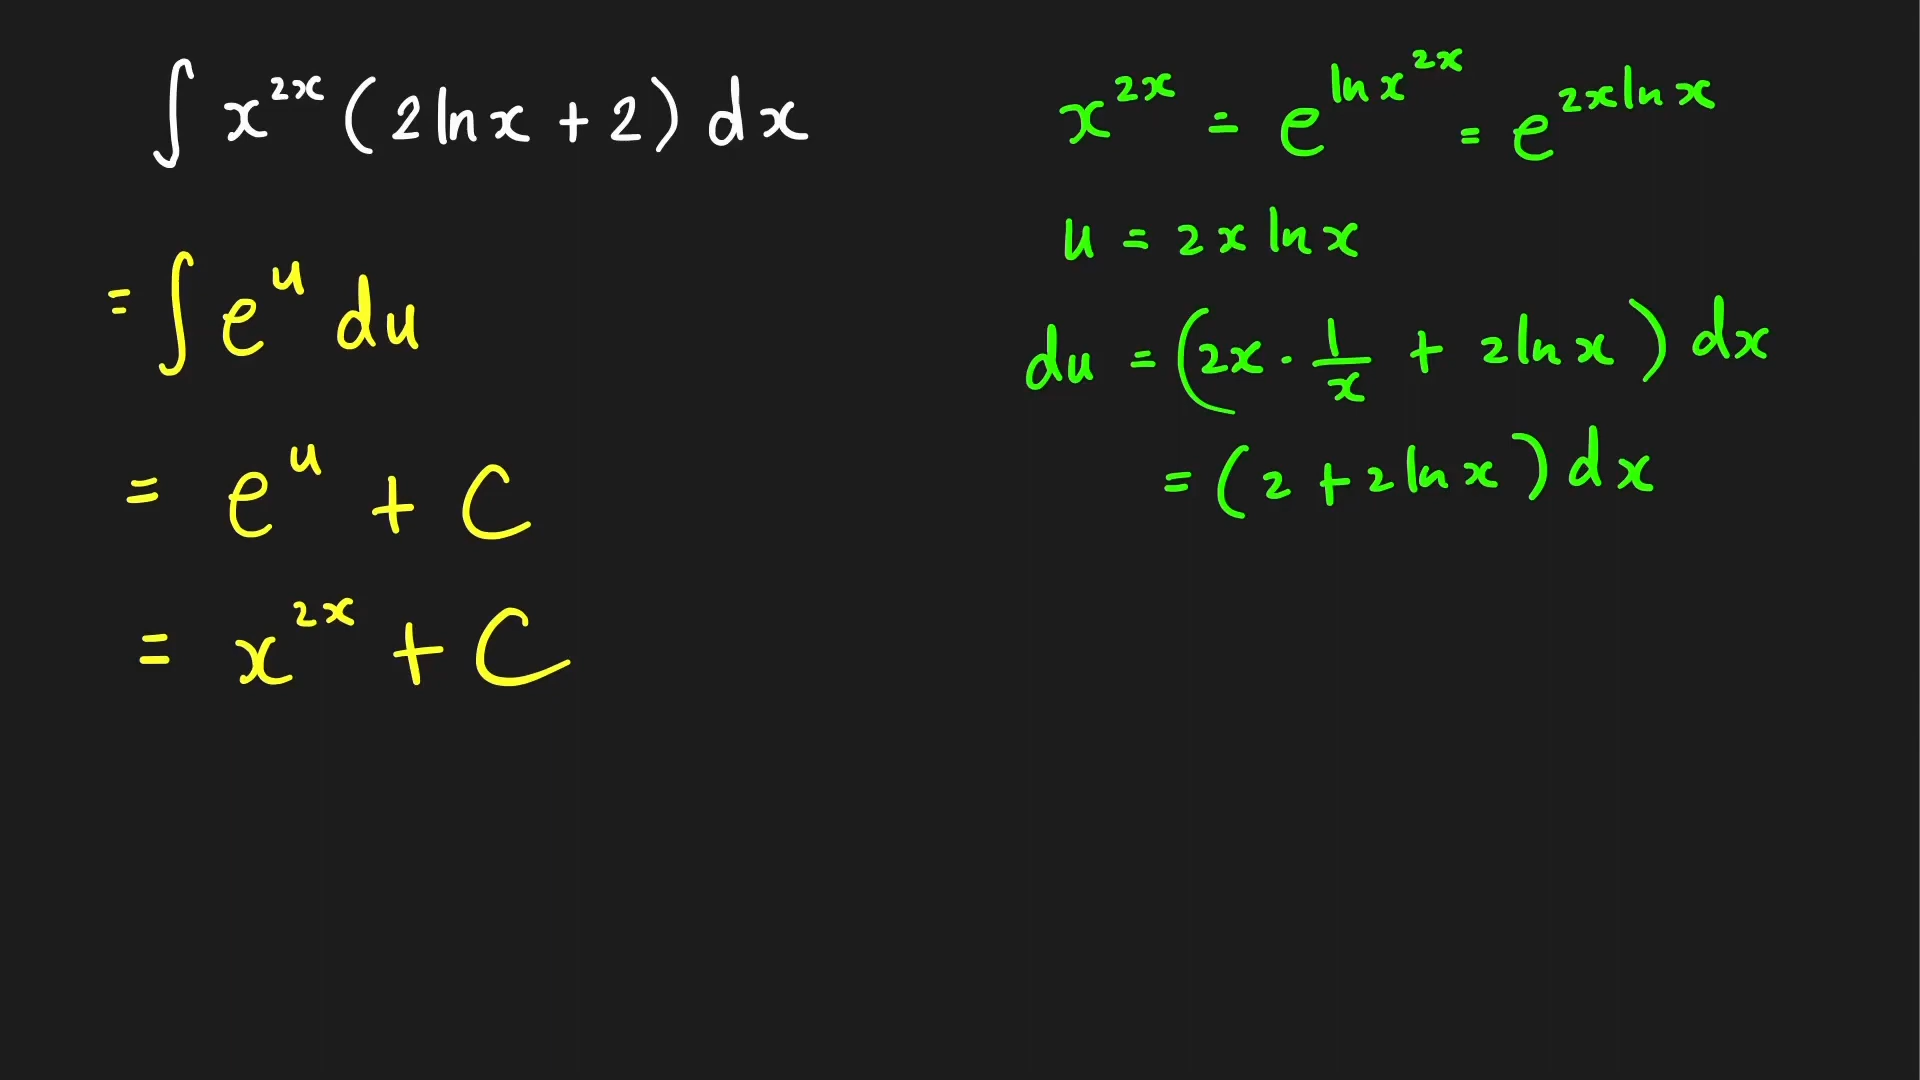 ∫ x^{2x} (2 ln x + 2) dx
= ∫ e^u du
= e^u + C
= x^{2x} + C
x^{2x} = e^{ln x^{2x}} = e^{2x ln x}
u = 2x ln x
du = (2x · 1/x + 2 ln x) dx
= (2 + 2 ln x) dx